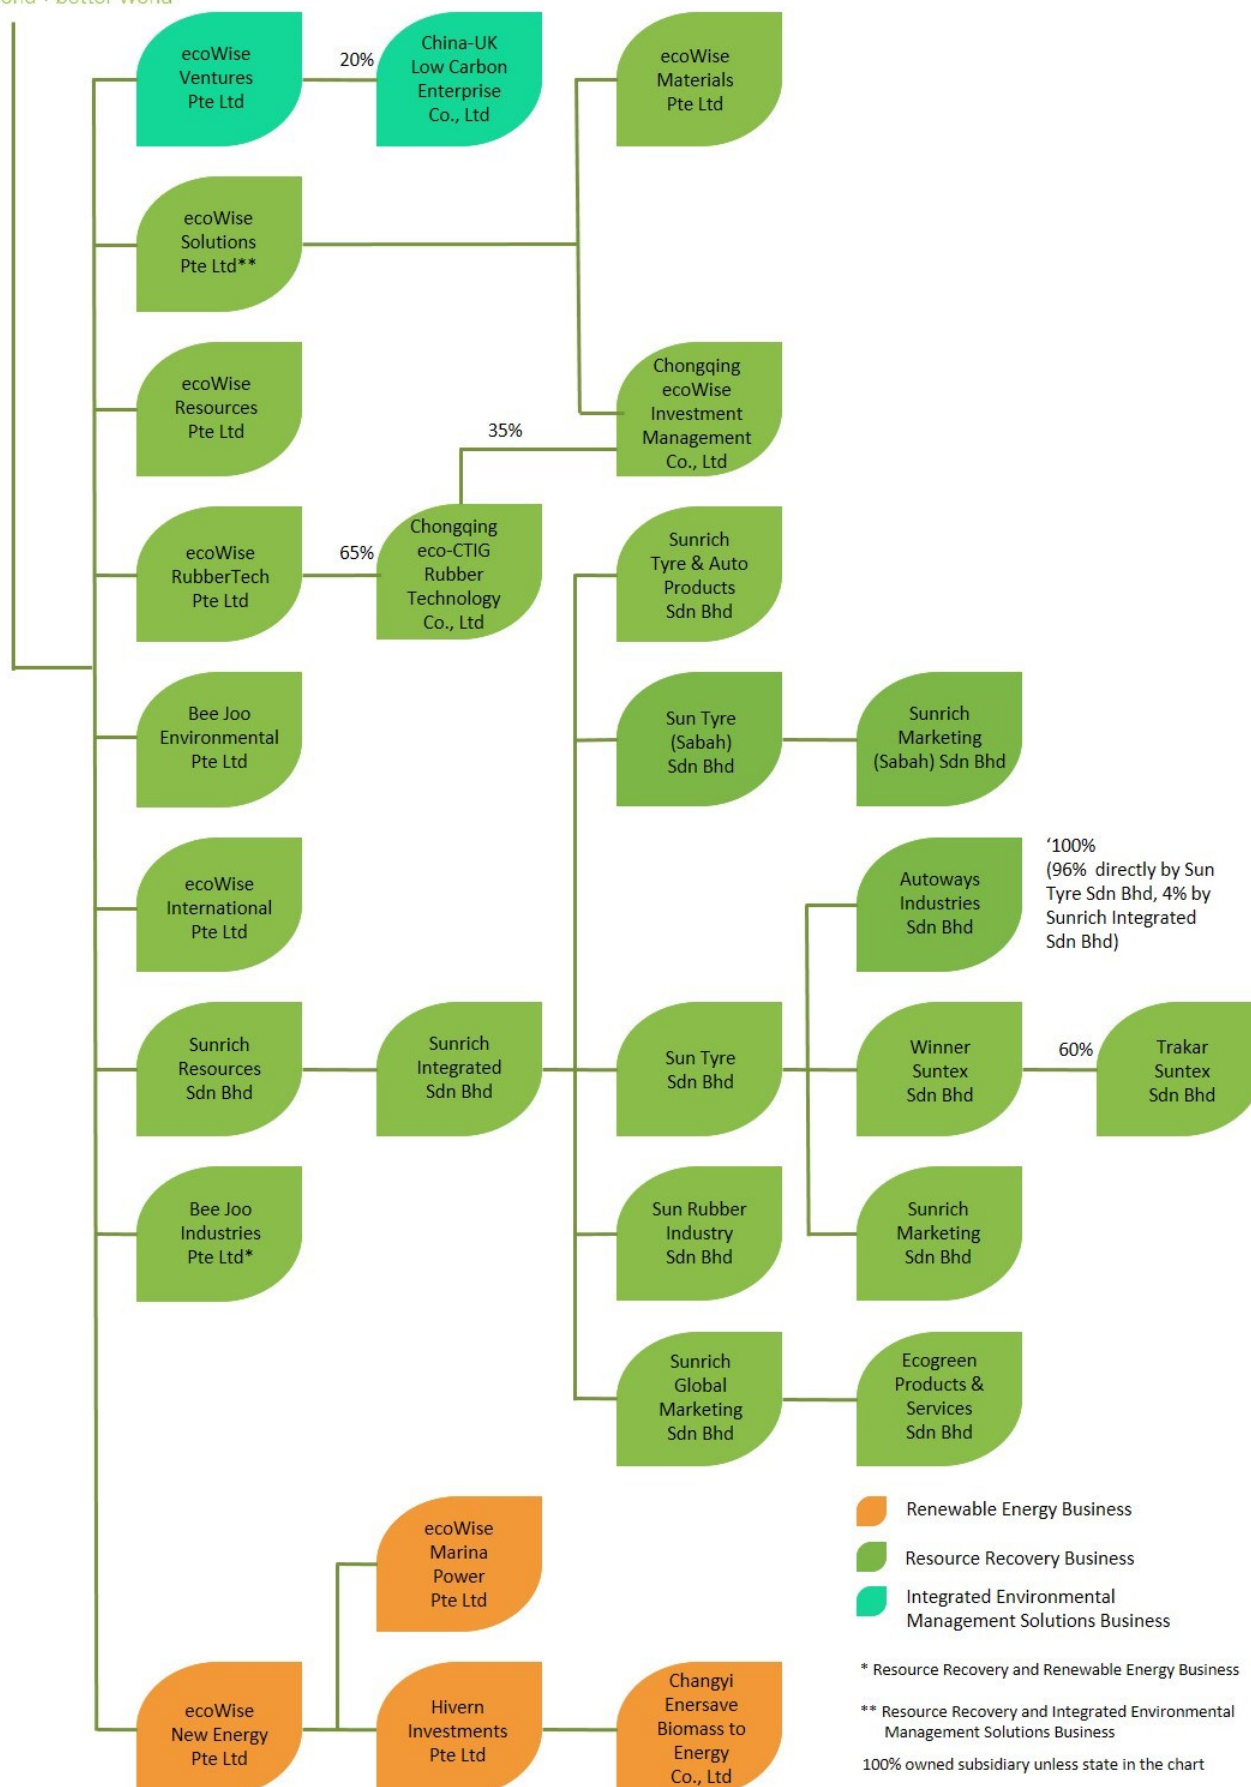 better world
ecoWise
Ventures
Pte Ltd
20%
China-UK
Low Carbon
Enterprise
Co., Ltd
ecoWise
Materials
Pte Ltd
ecoWise
Solutions
Pte Ltd**
ecoWise
Resources
Pte Ltd
35%
Chongqing
ecoWise
Investment
Management
Co., Ltd
ecoWise
RubberTech
Pte Ltd
65%
Chongqing
eco-CTIG
Rubber
Technology
Co., Ltd
Sunrich
Tyre & Auto
Products
Sdn Bhd
Bee Joo
Environmental
Pte Ltd
Sun Tyre
(Sabah)
Sdn Bhd
Sunrich
Marketing
(Sabah) Sdn Bhd
ecoWise
International
Pte Ltd
Autoways
Industries
Sdn Bhd
‘100%
(96% directly by Sun
Tyre Sdn Bhd, 4% by
Sunrich Integrated
Sdn Bhd)
Sunrich
Resources
Sdn Bhd
Sunrich
Integrated
Sdn Bhd
Sun Tyre
Sdn Bhd
Winner
Suntex
Sdn Bhd
60%
Trakar
Suntex
Sdn Bhd
Bee Joo
Industries
Pte Ltd*
Sun Rubber
Industry
Sdn Bhd
Sunrich
Marketing
Sdn Bhd
Sunrich
Global
Marketing
Sdn Bhd
Ecogreen
Products &
Services
Sdn Bhd
ecoWise
Marina
Power
Pte Ltd
ecoWise
New Energy
Pte Ltd
Hivern
Investments
Pte Ltd
Changyi
Enersave
Biomass to
Energy
Co., Ltd
Renewable Energy Business
Resource Recovery Business
Integrated Environmental
Management Solutions Business
* Resource Recovery and Renewable Energy Business
** Resource Recovery and Integrated Environmental
Management Solutions Business
100% owned subsidiary unless state in the chart